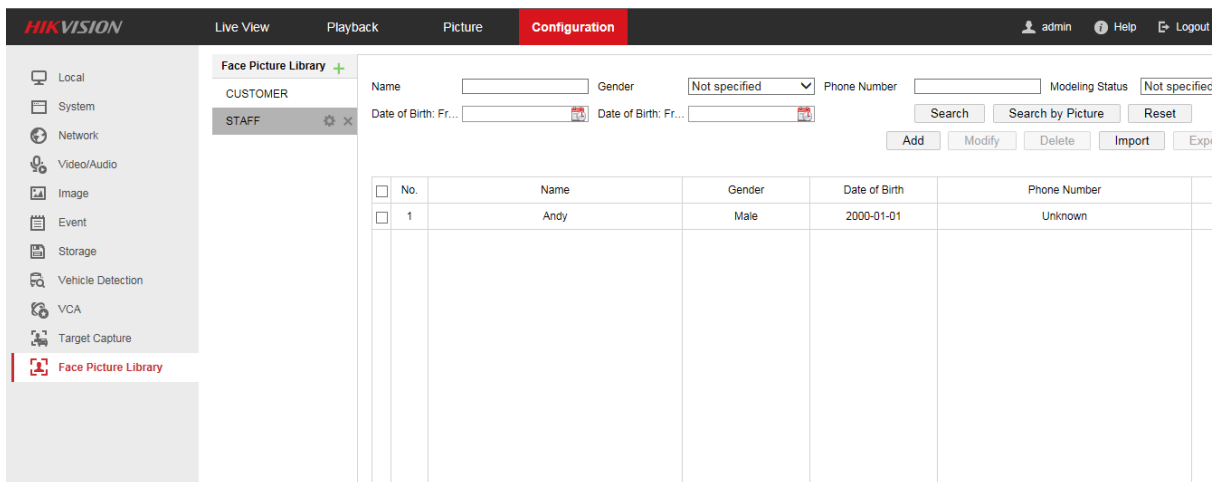 HIKVISION Live View Playback Picture Configuration admin Help Logout
Local
System
Network
Video/Audio
Image
Event
Storage
Vehicle Detection
VCA
Target Capture
Face Picture Library
Face Picture Library
CUSTOMER
STAFF
Name Gender Not specified Phone Number Modeling Status Not specified
Date of Birth: Fr... Date of Birth: Fr... Search Search by Picture Reset
Add Modify Delete Import Expo
No. Name Gender Date of Birth Phone Number
1 Andy Male 2000-01-01 Unknown